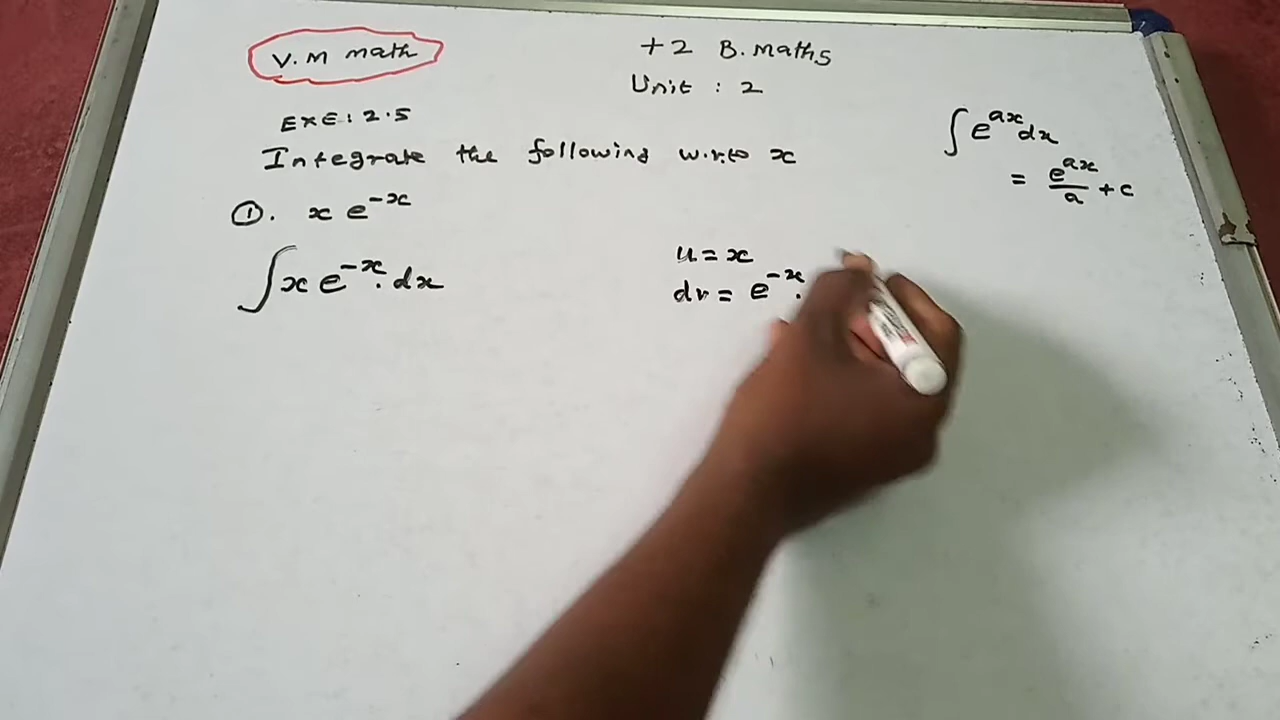 V.M math
+2 B.Maths
Unit : 2
EXE: 2.5
Integrate the following w.r.to x
①. x e^{-x}
∫x e^{-x}. dx
u = x
dv = e^{-x}.
∫e^{ax}dx
= e^{ax}/a + c